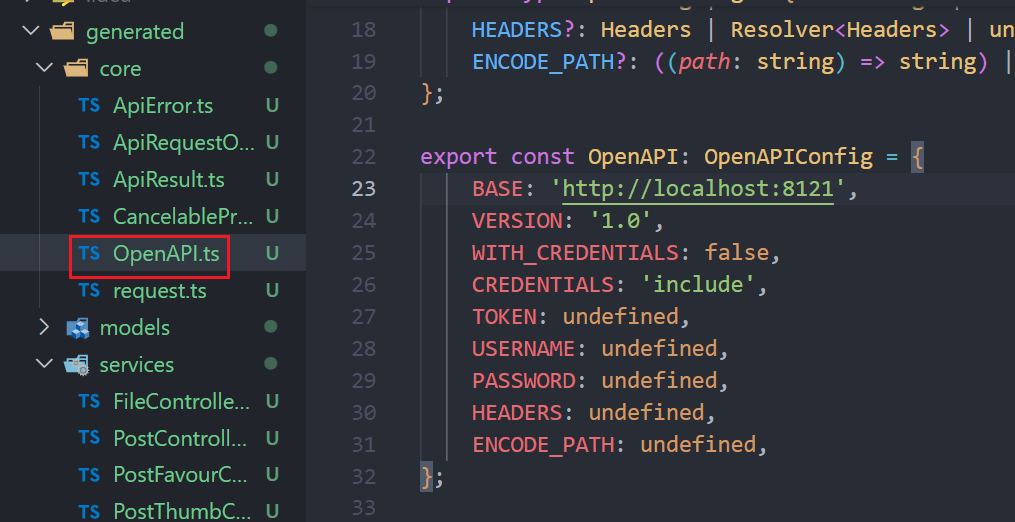 generated
core
TS ApiError.ts U
TS ApiRequestO... U
TS ApiResult.ts U
TS CancelablePr... U
TS OpenAPI.ts U
TS request.ts U
models
services
TS FileControlle... U
TS PostControll... U
TS PostFavourC... U
TS PostThumbC... U
18 HEADERS?: Headers | Resolver<Headers> | un
19 ENCODE_PATH?: ((path: string) => string) |
20 };
21
22 export const OpenAPI: OpenAPIConfig = {
23 BASE: 'http://localhost:8121',
24 VERSION: '1.0',
25 WITH_CREDENTIALS: false,
26 CREDENTIALS: 'include',
27 TOKEN: undefined,
28 USERNAME: undefined,
29 PASSWORD: undefined,
30 HEADERS: undefined,
31 ENCODE_PATH: undefined,
32 };
33